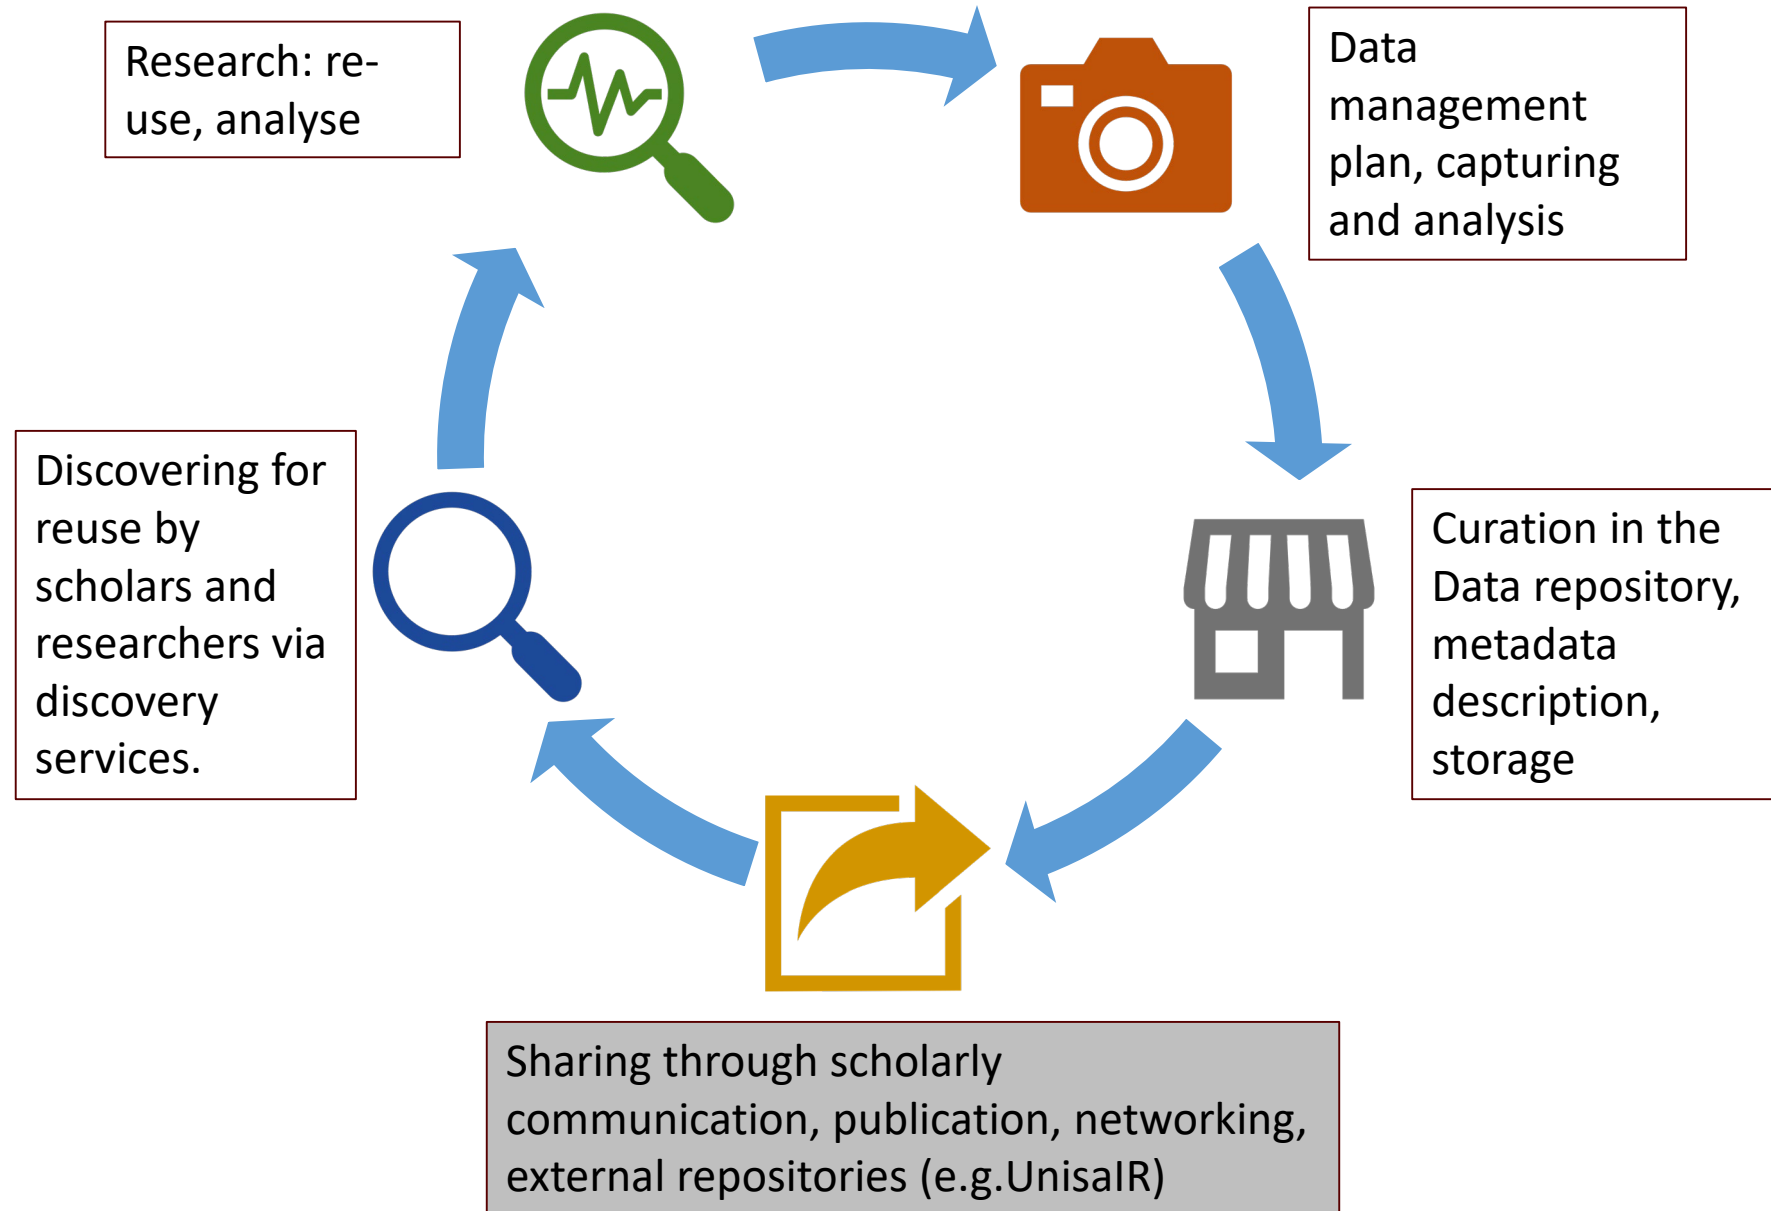 Research: re-
use, analyse
Data
management
plan, capturing
and analysis
Curation in the
Data repository,
metadata
description,
storage
Sharing through scholarly
communication, publication, networking,
external repositories (e.g.UnisaIR)
Discovering for
reuse by
scholars and
researchers via
discovery
services.